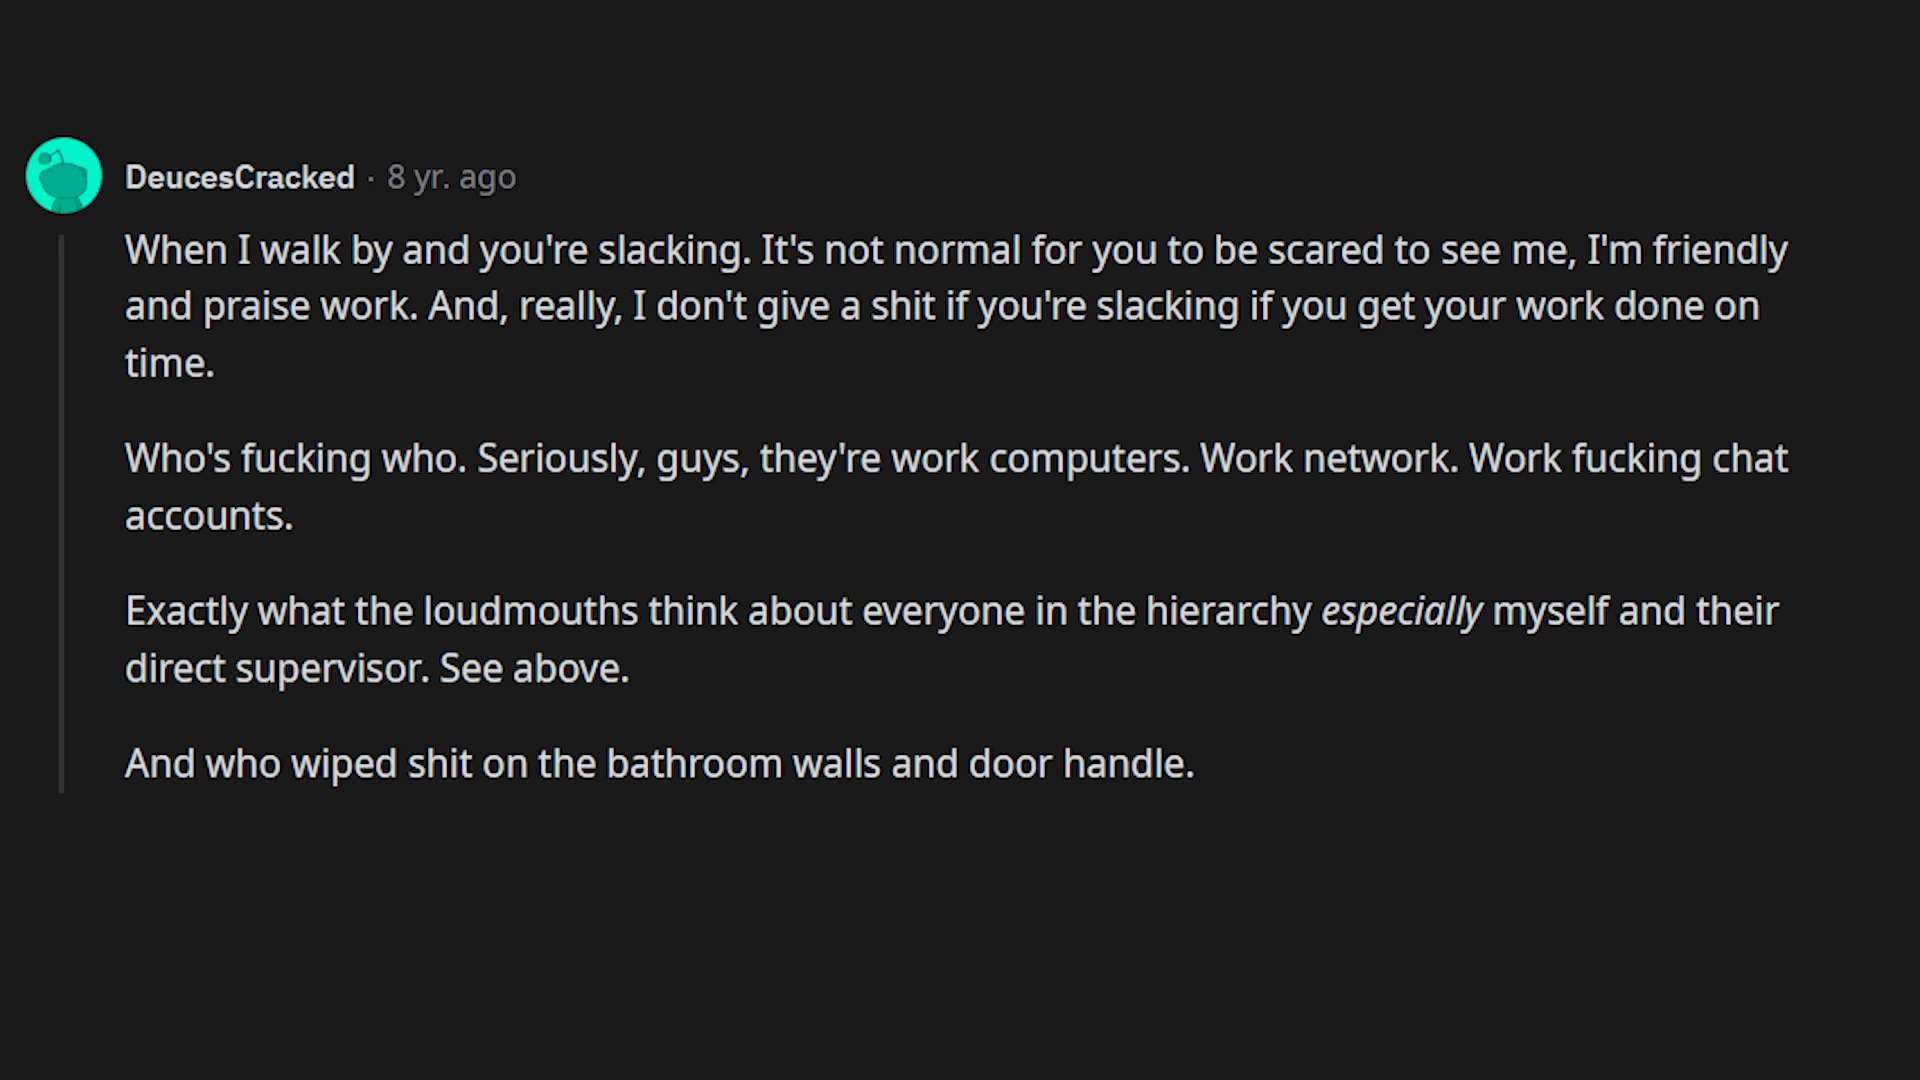 DeucesCracked · 8 yr. ago
When I walk by and you're slacking. It's not normal for you to be scared to see me, I'm friendly
and praise work. And, really, I don't give a shit if you're slacking if you get your work done on
time.
Who's fucking who. Seriously, guys, they're work computers. Work network. Work fucking chat
accounts.
Exactly what the loudmouths think about everyone in the hierarchy especially myself and their
direct supervisor. See above.
And who wiped shit on the bathroom walls and door handle.